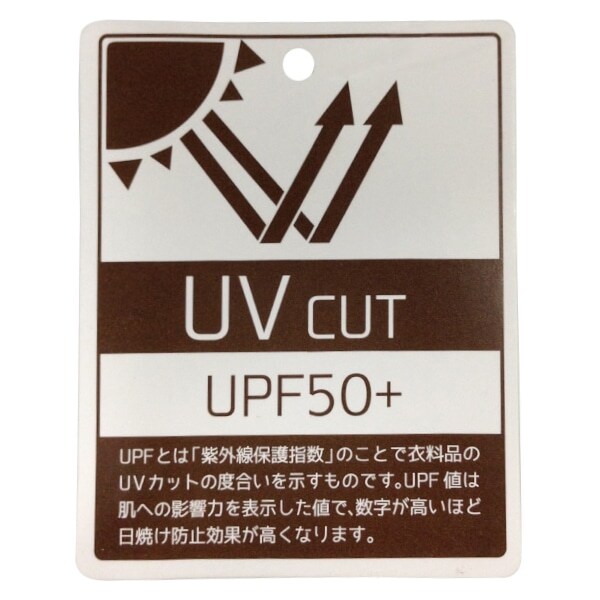 UV CUT
UPF50+
UPFとは「紫外線保護指数」のことで衣料品の
UVカットの度合いを示すものです。UPF値は
肌への影響力を表示した値で、数字が高いほど
日焼け防止効果が高くなります。